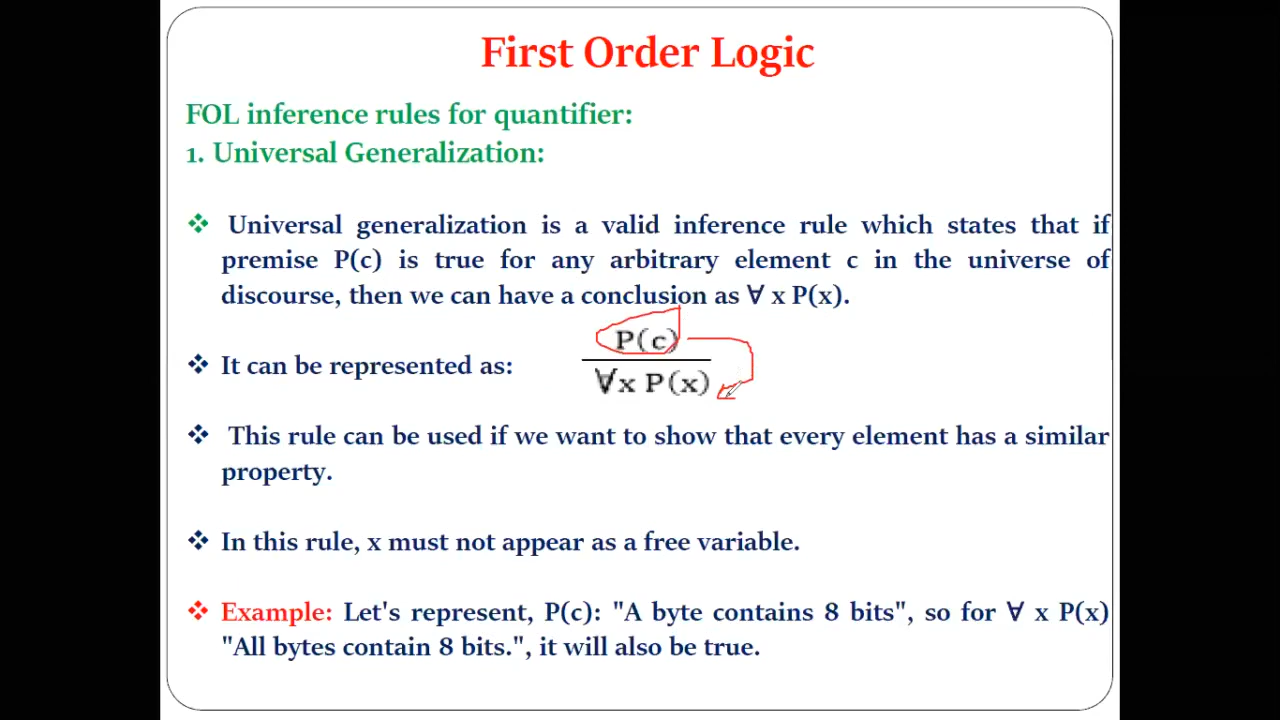 First Order Logic
FOL inference rules for quantifier:
1. Universal Generalization:
❖ Universal generalization is a valid inference rule which states that if
premise P(c) is true for any arbitrary element c in the universe of
discourse, then we can have a conclusion as ∀ x P(x).
P(c)
❖ It can be represented as:
∀x P(x)
❖ This rule can be used if we want to show that every element has a similar
property.
❖ In this rule, x must not appear as a free variable.
❖ Example: Let's represent, P(c): "A byte contains 8 bits", so for ∀ x P(x)
"All bytes contain 8 bits.", it will also be true.